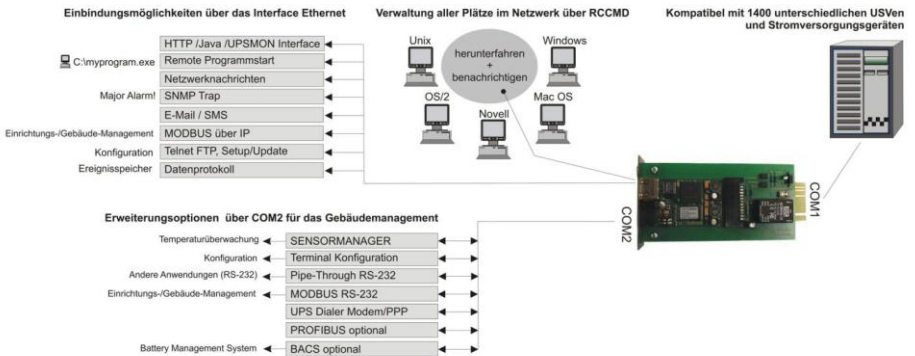 Einbindungsmöglichkeiten über das Interface Ethernet
HTTP /Java /UPSMON Interface
C:\myprogram.exe
Remote Programmstart
Netzwerknachrichten
Major Alarm!
SNMP Trap
E-Mail / SMS
Einrichtungs-/Gebäude-Management
MODBUS über IP
Konfiguration
Telnet FTP, Setup/Update
Ereignisspeicher
Datenprotokoll
Verwaltung aller Plätze im Netzwerk über RCCMD
Unix
Windows
herunterfahren
+
benachrichtigen
OS/2
Mac OS
Novell
Kompatibel mit 1400 unterschiedlichen USVen
und Stromversorgungsgeräten
COM1
COM2
Erweiterungsoptionen über COM2 für das Gebäudemanagement
Temperaturüberwachung
SENSORMANAGER
Konfiguration
Terminal Konfiguration
Andere Anwendungen (RS-232)
Pipe-Through RS-232
Einrichtungs-/Gebäude-Management
MODBUS RS-232
UPS Dialer Modem/PPP
PROFIBUS optional
Battery Management System
BACS optional